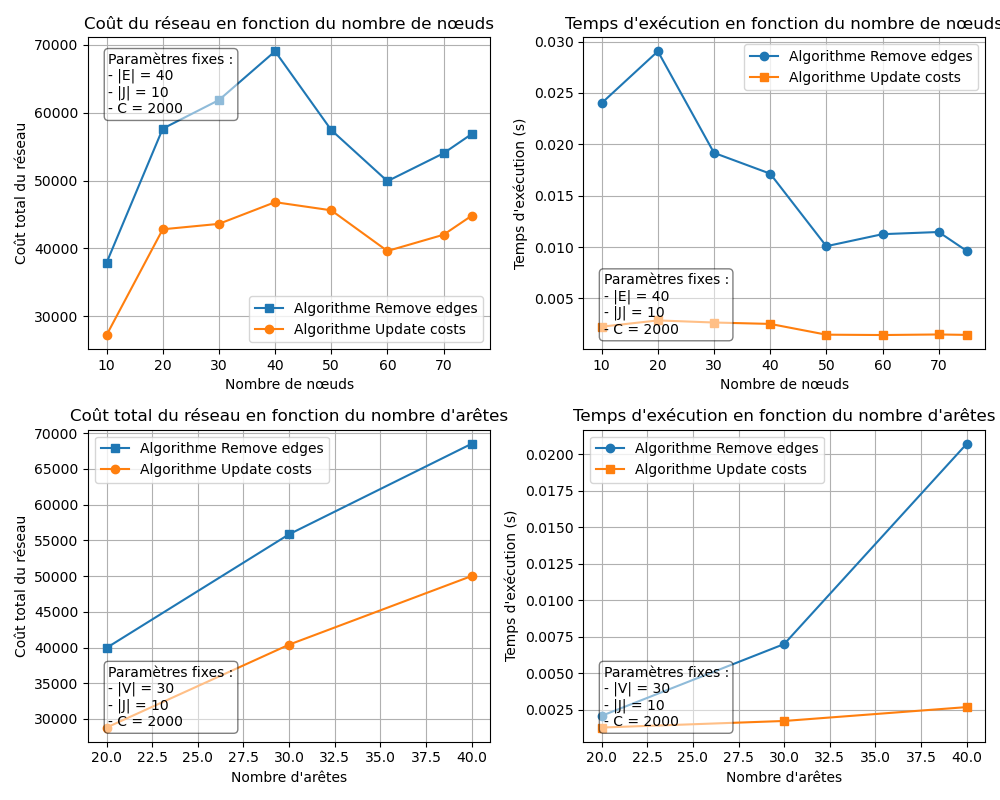 Coût du réseau en fonction du nombre de nœuds
70000
60000
50000
40000
30000
Coût total du réseau
Paramètres fixes :
- |E| = 40
- |J| = 10
- C = 2000
Algorithme Remove edges
Algorithme Update costs
10 20 30 40 50 60 70
Nombre de nœuds
Temps d'exécution en fonction du nombre de nœuds
0.030
0.025
0.020
0.015
0.010
0.005
Temps d'exécution (s)
Algorithme Remove edges
Algorithme Update costs
Paramètres fixes :
- |E| = 40
- |J| = 10
- C = 2000
10 20 30 40 50 60 70
Nombre de nœuds
Coût total du réseau en fonction du nombre d'arêtes
70000
65000
60000
55000
50000
45000
40000
35000
30000
Coût total du réseau
Algorithme Remove edges
Algorithme Update costs
Paramètres fixes :
- |V| = 30
- |J| = 10
- C = 2000
20.0 22.5 25.0 27.5 30.0 32.5 35.0 37.5 40.0
Nombre d'arêtes
Temps d'exécution en fonction du nombre d'arêtes
0.0200
0.0175
0.0150
0.0125
0.0100
0.0075
0.0050
0.0025
Temps d'exécution (s)
Algorithme Remove edges
Algorithme Update costs
Paramètres fixes :
- |V| = 30
- |J| = 10
- C = 2000
20.0 22.5 25.0 27.5 30.0 32.5 35.0 37.5 40.0
Nombre d'arêtes